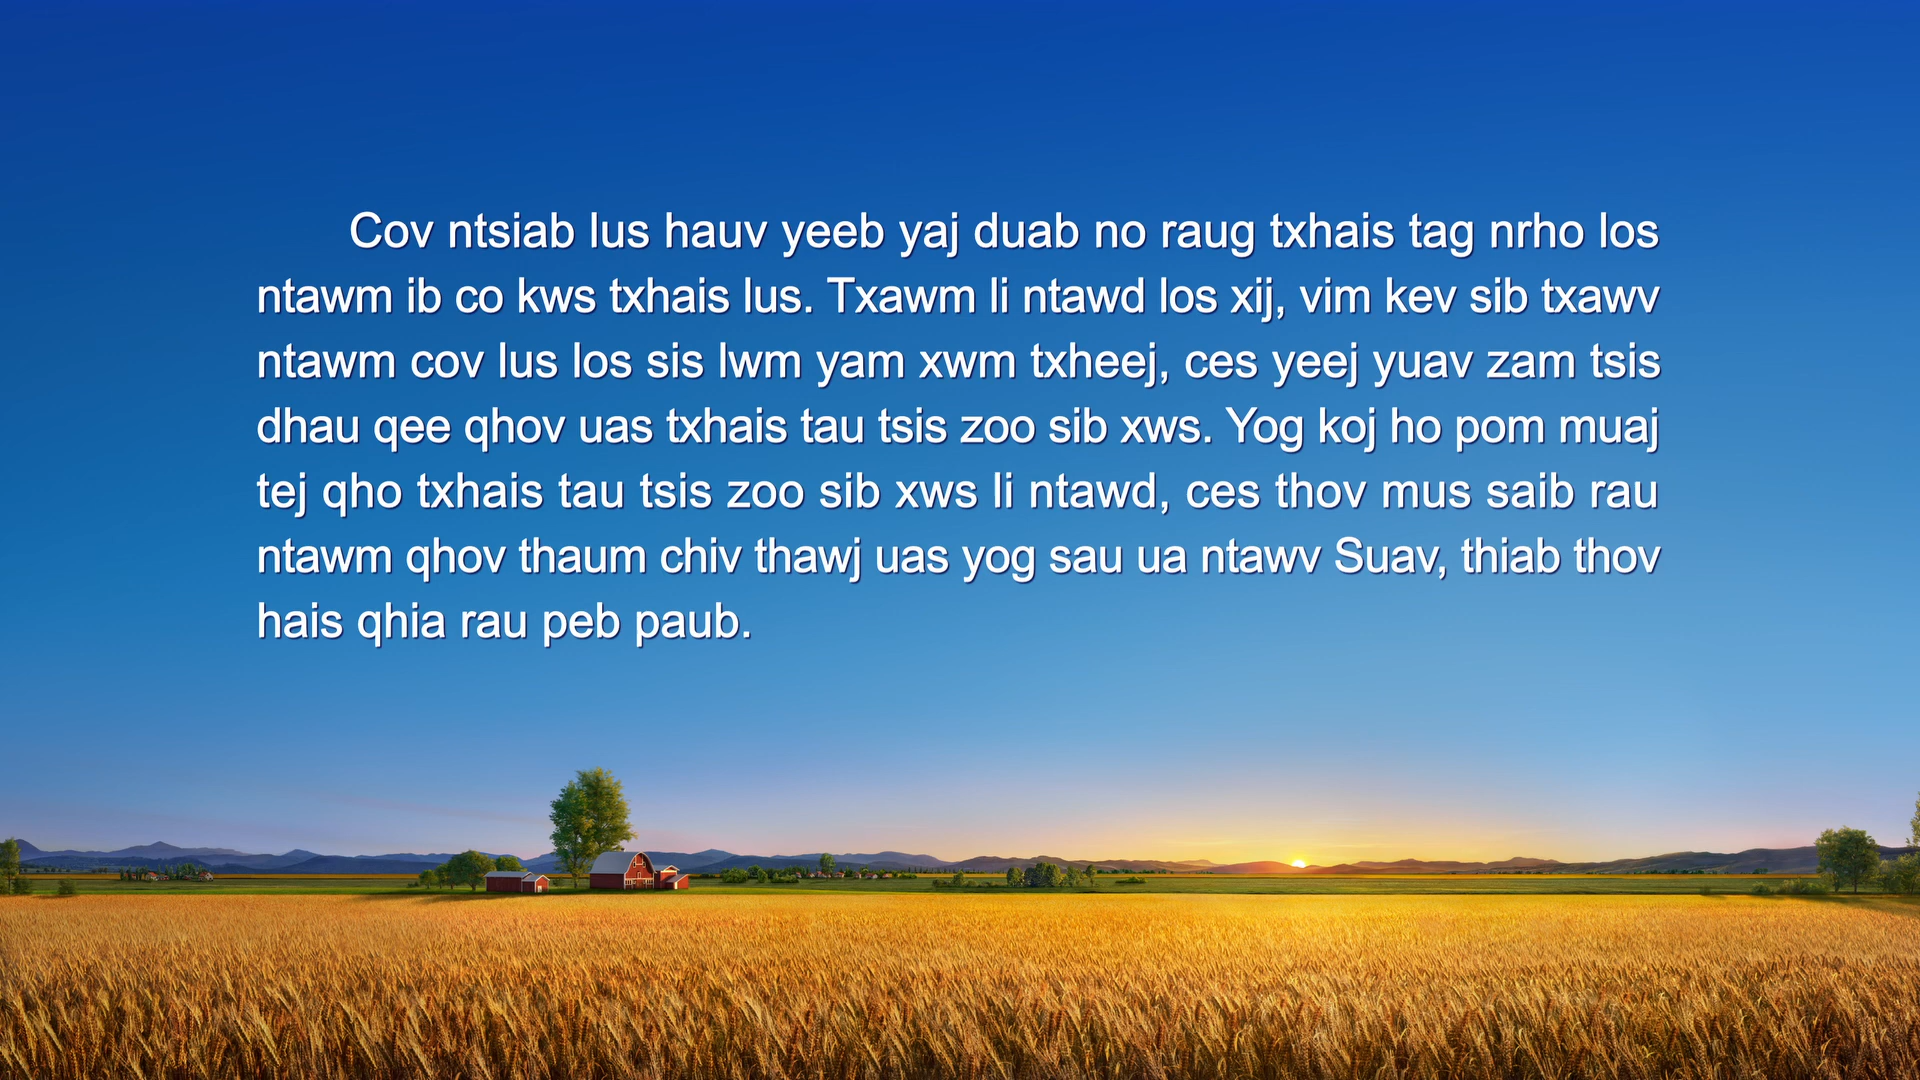 Cov ntsiab lus hauv yeeb yaj duab no raug txhais tag nrho los
ntawm ib co kws txhais lus. Txawm li ntawd los xij, vim kev sib txawv
ntawm cov lus los sis lwm yam xwm txheej, ces yeej yuav zam tsis
dhau qee qhov uas txhais tau tsis zoo sib xws. Yog koj ho pom muaj
tej qho txhais tau tsis zoo sib xws li ntawd, ces thov mus saib rau
ntawm qhov thaum chiv thawj uas yog sau ua ntawv Suav, thiab thov
hais qhia rau peb paub.